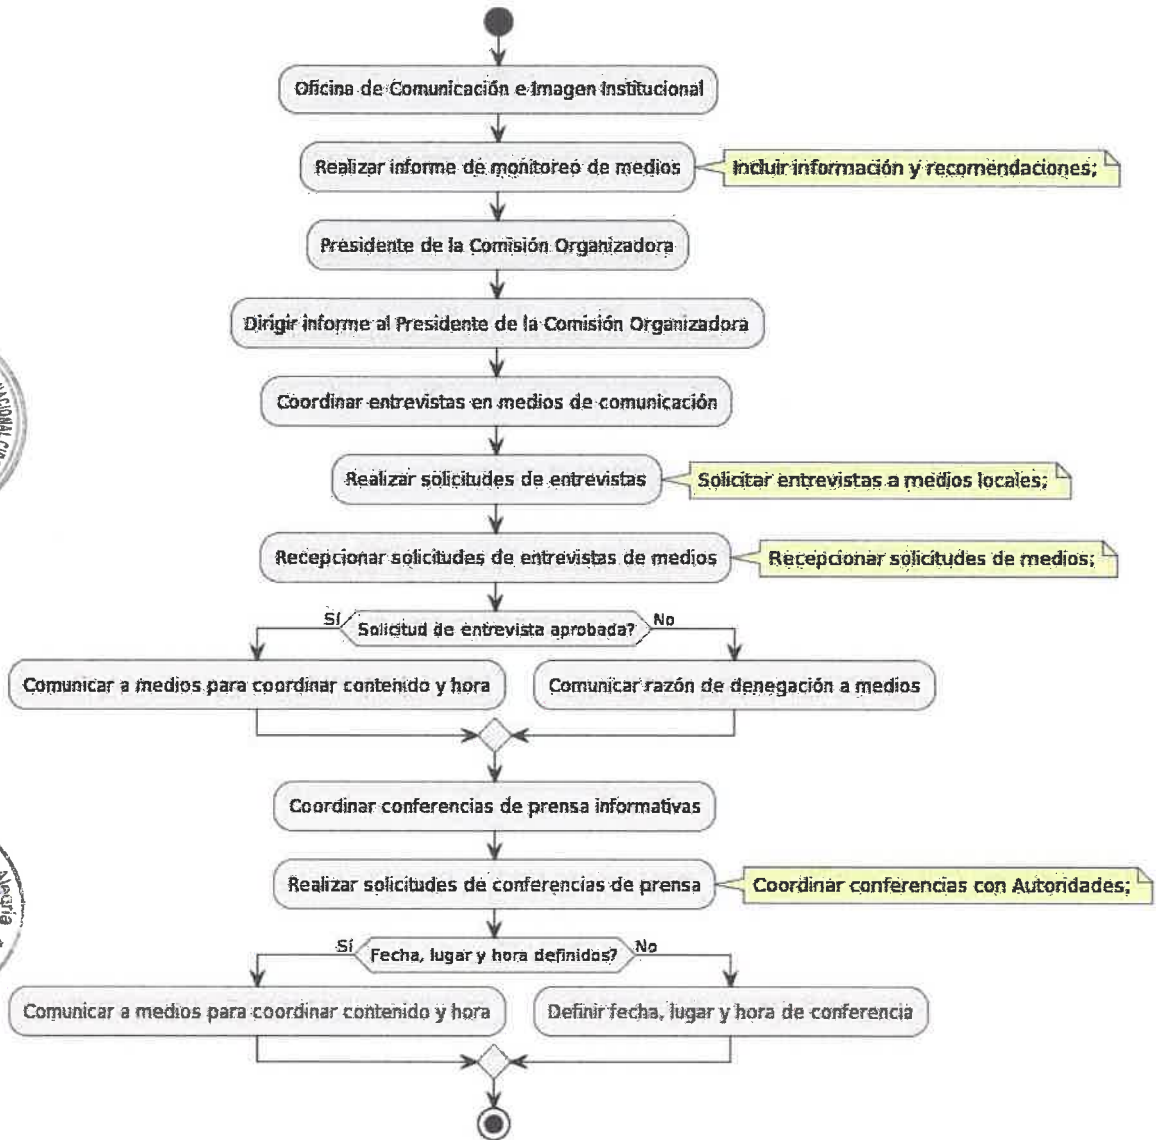 Oficina de Comunicación e Imagen Institucional
Realizar informe de monitoreo de medios
Incluir información y recomendaciones;
Presidente de la Comisión Organizadora
Dirigir informe al Presidente de la Comisión Organizadora
Coordinar entrevistas en medios de comunicación
Realizar solicitudes de entrevistas
Solicitar entrevistas a medios locales;
Recepcionar solicitudes de entrevistas de medios
Recepcionar solicitudes de medios;
Sí
Solicitud de entrevista aprobada?
No
Comunicar a medios para coordinar contenido y hora
Comunicar razón de denegación a medios
Coordinar conferencias de prensa informativas
Realizar solicitudes de conferencias de prensa
Coordinar conferencias con Autoridades;
Sí
Fecha, lugar y hora definidos?
No
Comunicar a medios para coordinar contenido y hora
Definir fecha, lugar y hora de conferencia
NACIONAL
Alegría